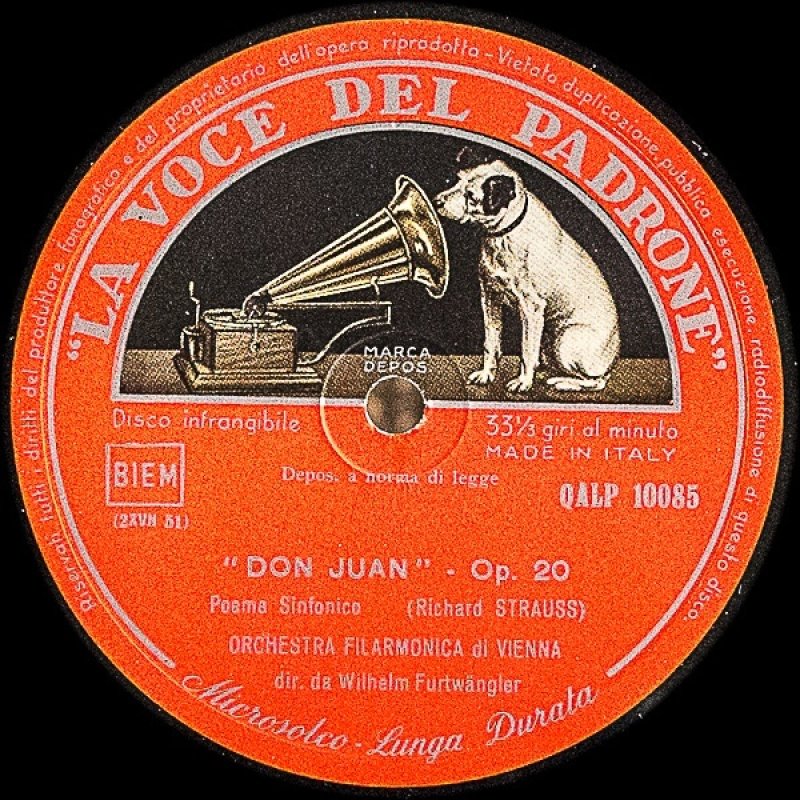 Riservati tutti i diritti del produttore fonografico e del proprietario dell'opera riprodotta - Vietata duplicazione pubblica esecuzione radiodiffusione di questo disco.
"LA VOCE DEL PADRONE"
MARCA
DEPOS
Disco infrangibile
33⅓ giri al minuto
MADE IN ITALY
BIEM
Depos. a norma di legge
QALP 10085
(2XVH 51)
"DON JUAN" - Op. 20
Poema Sinfonico (Richard STRAUSS)
ORCHESTRA FILARMONICA di VIENNA
dir. da Wilhelm Furtwängler
Microsolco - Lunga Durata